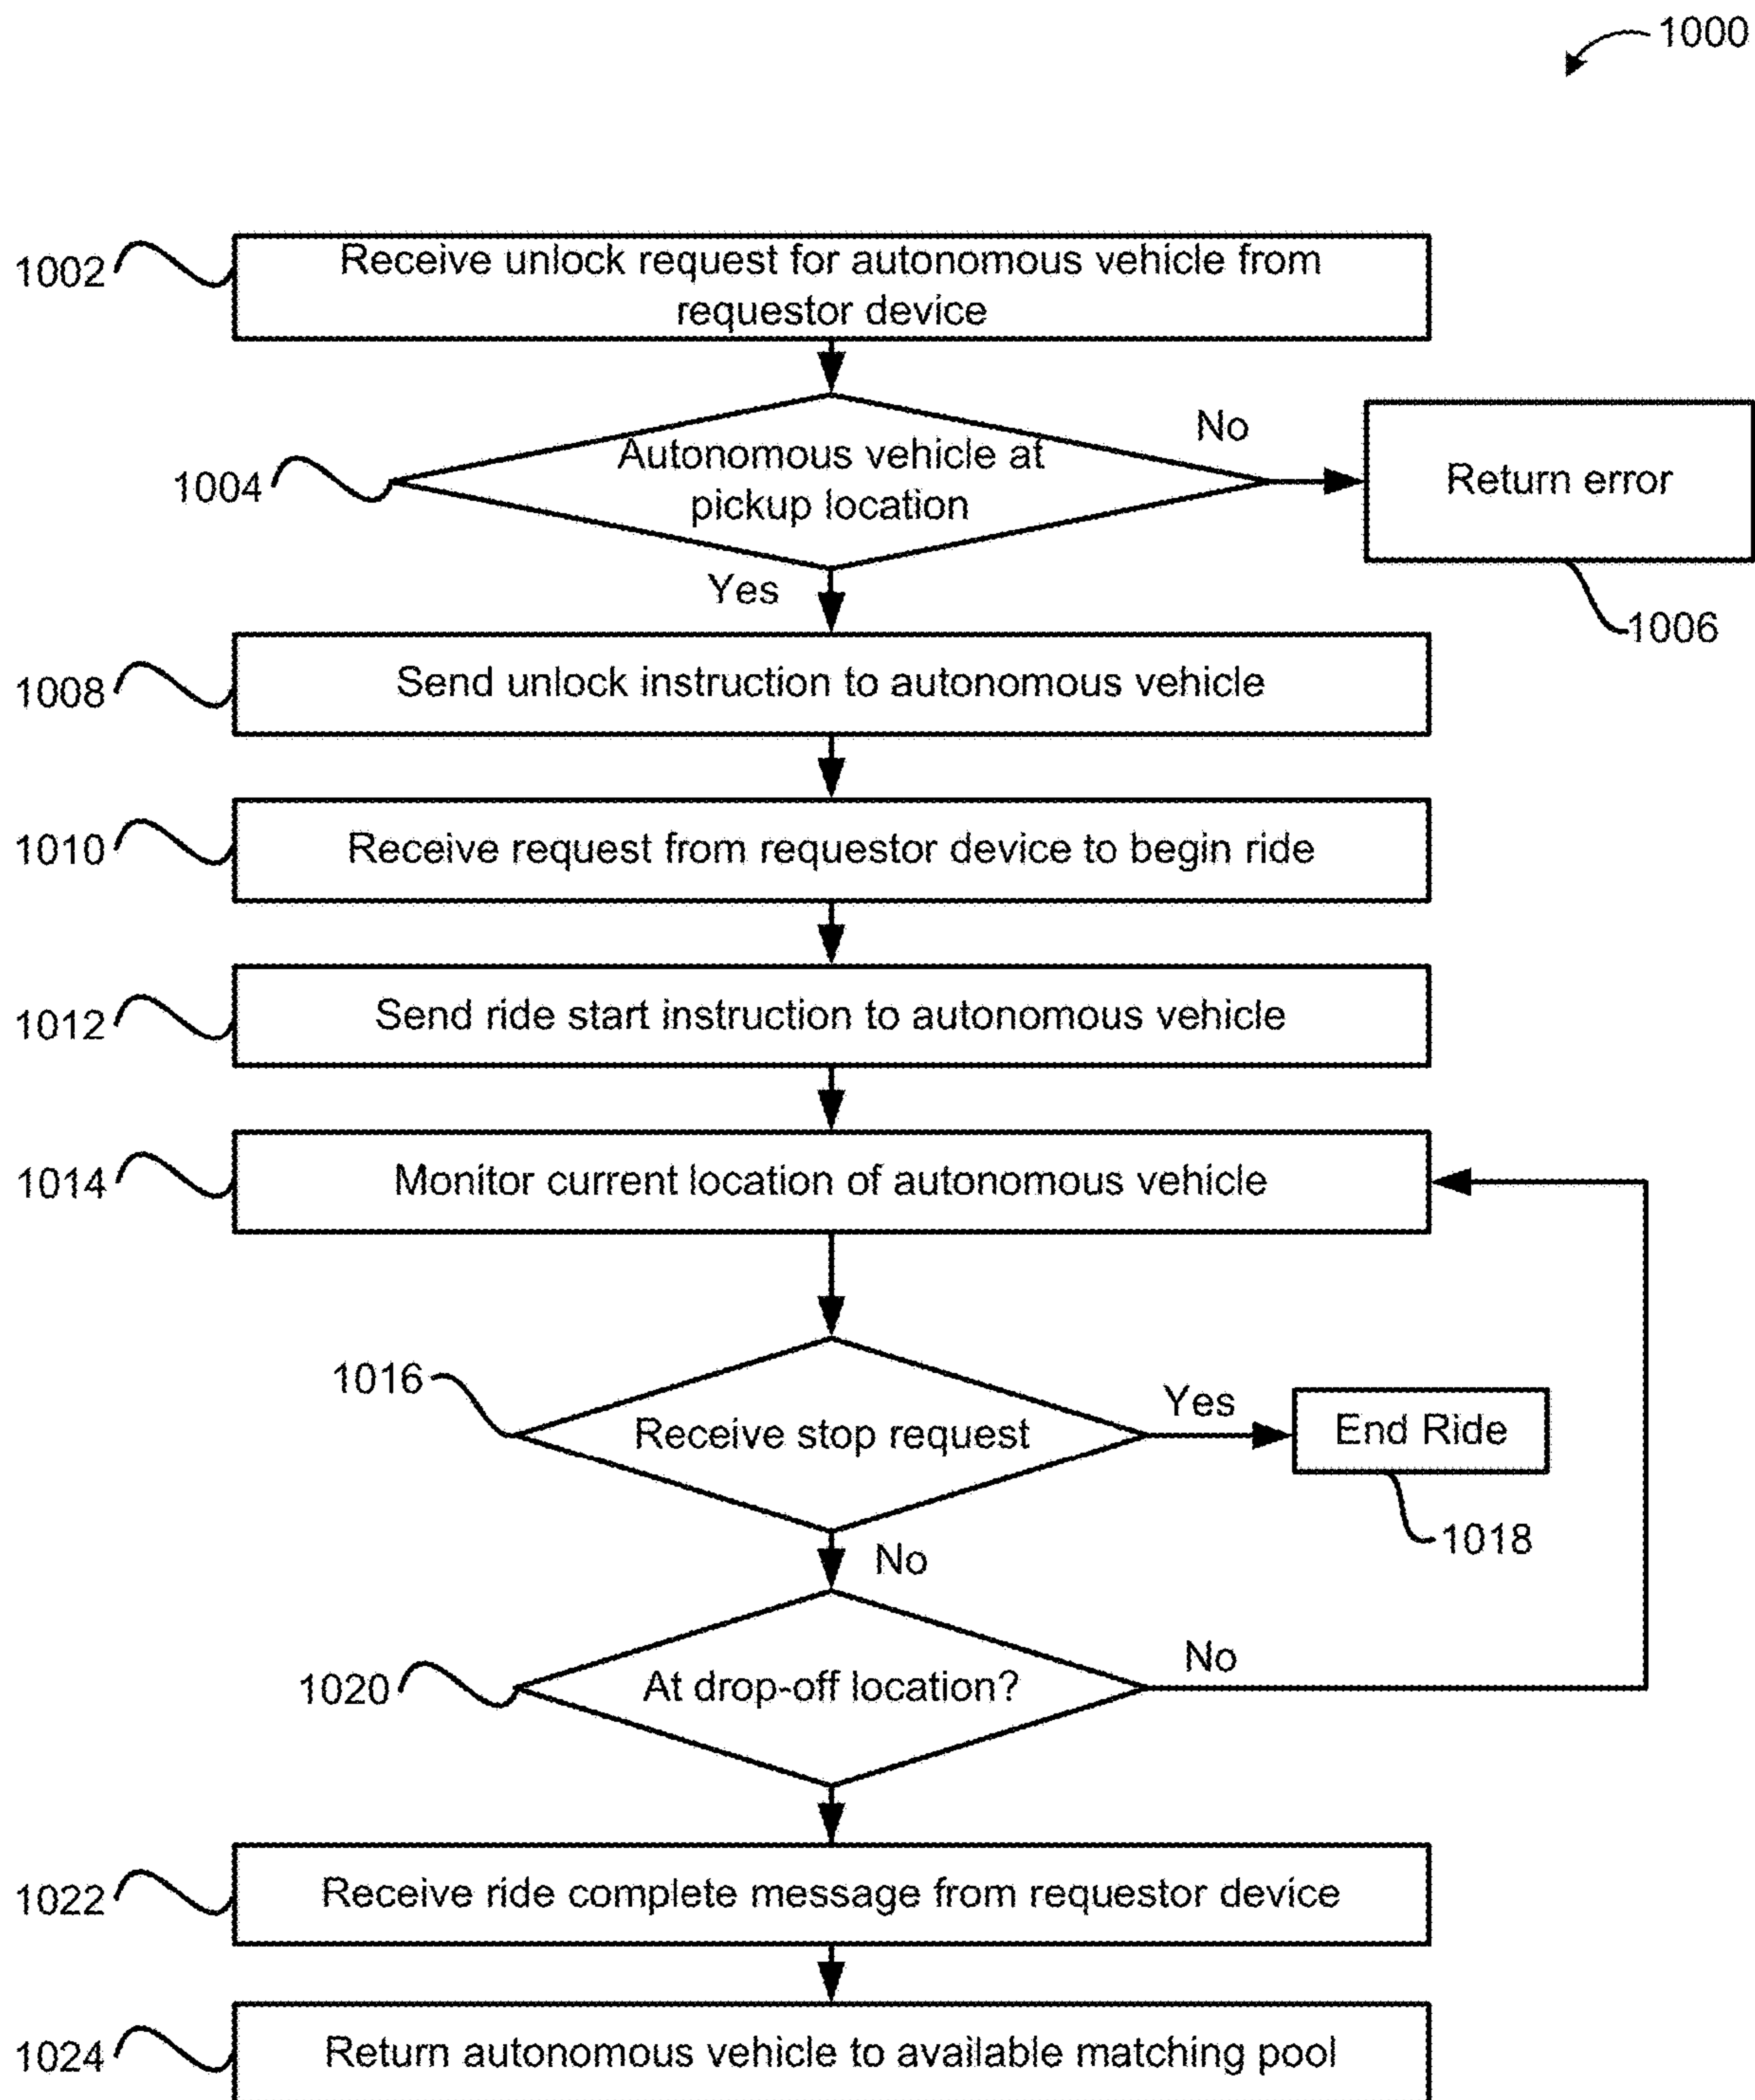 1000
1002
Receive unlock request for autonomous vehicle from
requestor device
1004
Autonomous vehicle at
pickup location
No
Return error
1006
Yes
1008
Send unlock instruction to autonomous vehicle
1010
Receive request from requestor device to begin ride
1012
Send ride start instruction to autonomous vehicle
1014
Monitor current location of autonomous vehicle
1016
Receive stop request
Yes
End Ride
1018
No
1020
At drop-off location?
No
1022
Receive ride complete message from requestor device
1024
Return autonomous vehicle to available matching pool